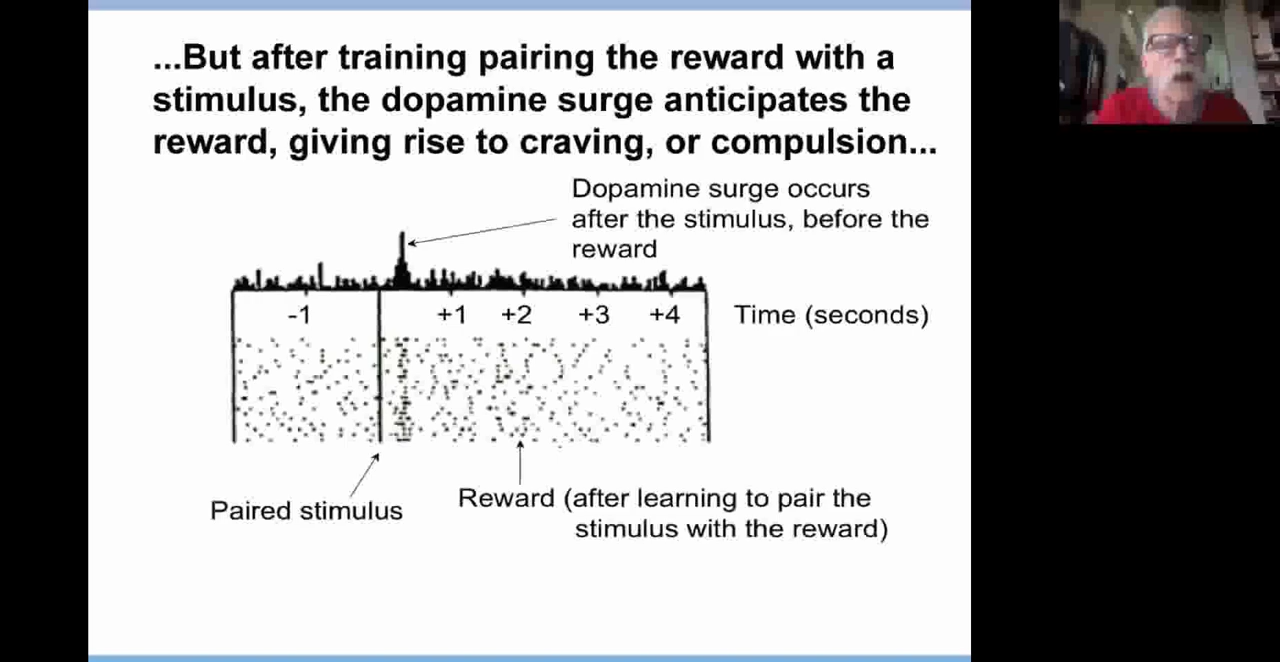 ...But after training pairing the reward with a
stimulus, the dopamine surge anticipates the
reward, giving rise to craving, or compulsion...
Dopamine surge occurs
after the stimulus, before the
reward
-1 +1 +2 +3 +4 Time (seconds)
Paired stimulus
Reward (after learning to pair the
stimulus with the reward)